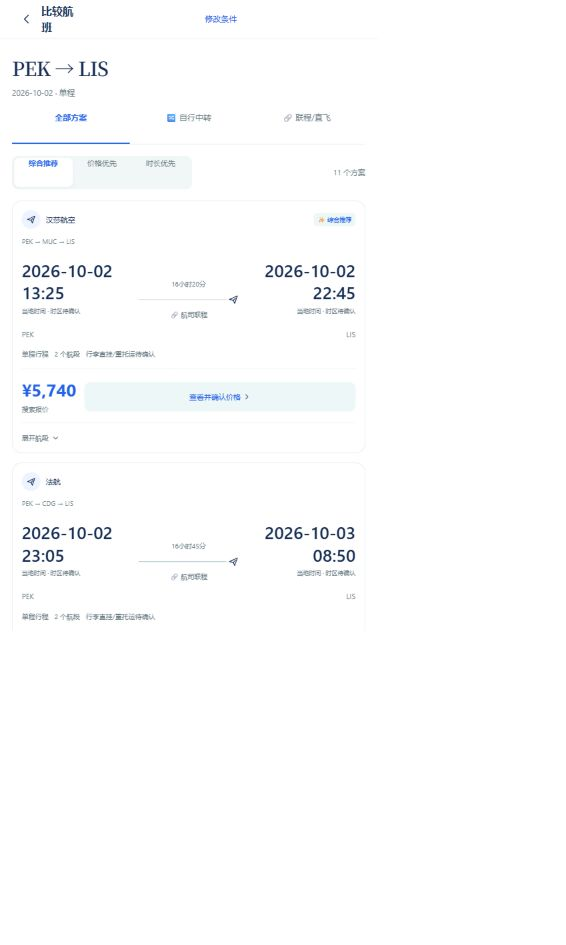 比较航
班
修改条件
PEK → LIS
2026-10-02 · 单程
全部方案
自行中转
联程/直飞
综合推荐 价格优先 时长优先
11 个方案
汉莎航空
综合推荐
PEK → MUC → LIS
2026-10-02
13:25
当地时间 · 时区待确认
16小时20分
航司联程
2026-10-02
22:45
当地时间 · 时区待确认
PEK
LIS
单程行程 2 个航段 行李直挂/重托运待确认
¥5,740
搜索报价
查看并确认价格
展开航段
法航
PEK → CDG → LIS
2026-10-02
23:05
当地时间 · 时区待确认
16小时45分
航司联程
2026-10-03
08:50
当地时间 · 时区待确认
PEK
LIS
单程行程 2 个航段 行李直挂/重托运待确认